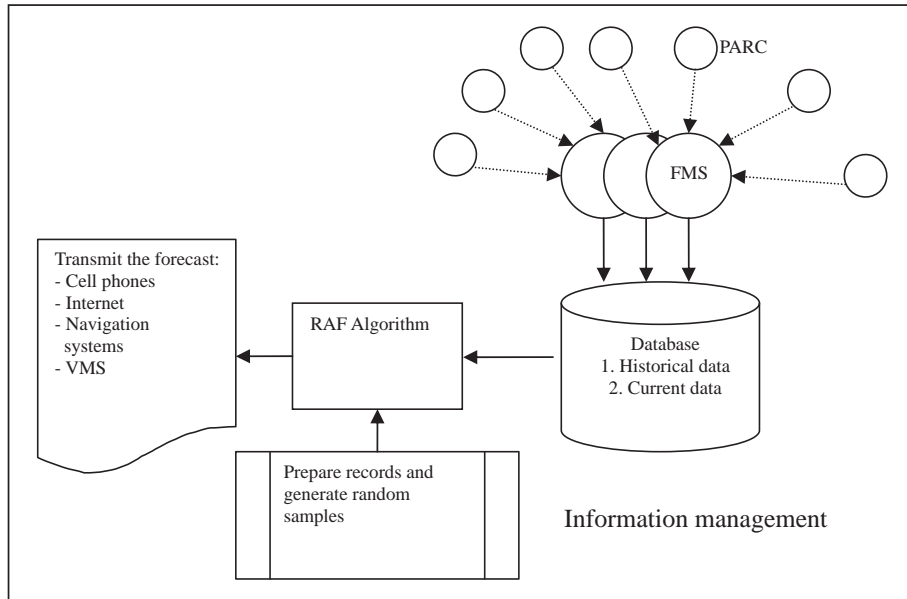 PARC
FMS
Transmit the forecast:
- Cell phones
- Internet
- Navigation
systems
- VMS
RAF Algorithm
Database
1. Historical data
2. Current data
Prepare records and
generate random
samples
Information management